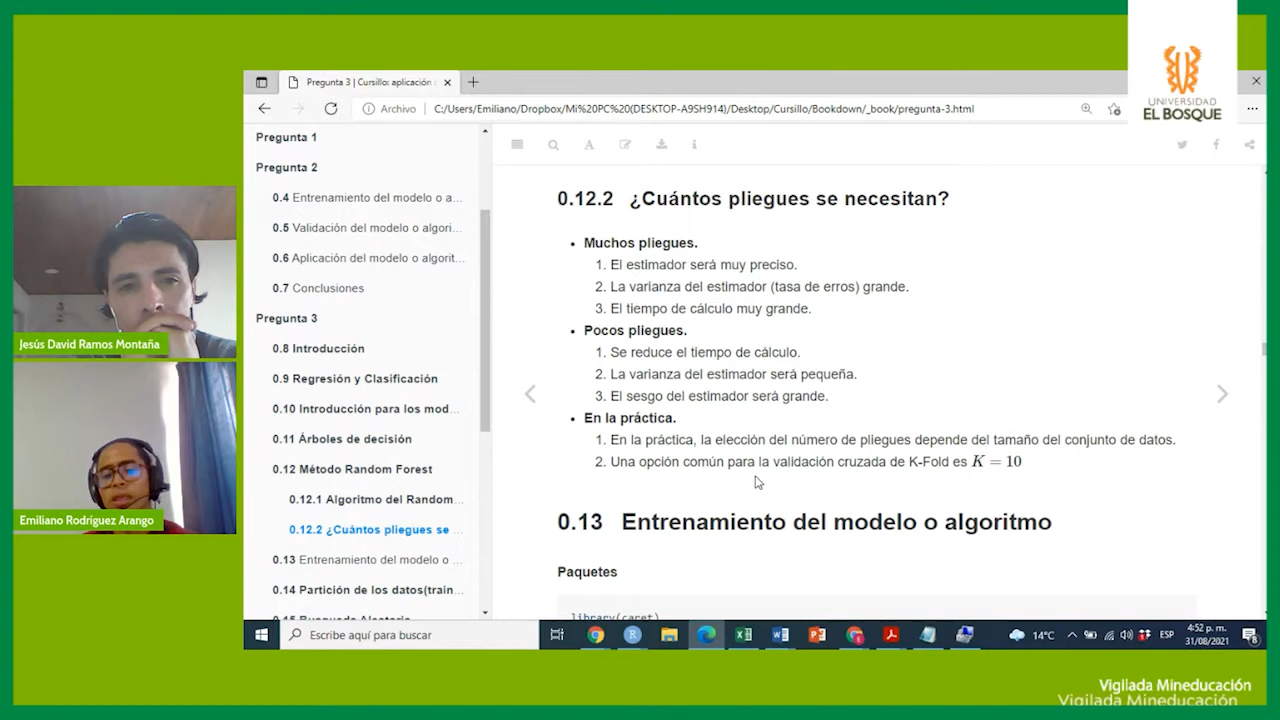 UNIVERSIDAD
EL BOSQUE
Pregunta 3 | Cursillo: aplicación
Archivo
C:/Users/Emiliano/Dropbox/Mi%20PC%20(DESKTOP-A9SH914)/Desktop/Cursillo/Bookdown/_book/pregunta-3.html
Pregunta 1
Pregunta 2
0.4 Entrenamiento del modelo o a...
0.5 Validación del modelo o algori...
0.6 Aplicación del modelo o algorit...
0.7 Conclusiones
Pregunta 3
0.8 Introducción
0.9 Regresión y Clasificación
0.10 Introducción para los mod...
0.11 Árboles de decisión
0.12 Método Random Forest
0.12.1 Algoritmo del Random...
0.12.2 ¿Cuántos pliegues se ...
0.13 Entrenamiento del modelo o ...
0.14 Partición de los datos(train...
0.15 Busqueda Aleatoria
0.12.2 ¿Cuántos pliegues se necesitan?
• Muchos pliegues.
1. El estimador será muy preciso.
2. La varianza del estimador (tasa de erros) grande.
3. El tiempo de cálculo muy grande.
• Pocos pliegues.
1. Se reduce el tiempo de cálculo.
2. La varianza del estimador será pequeña.
3. El sesgo del estimador será grande.
• En la práctica.
1. En la práctica, la elección del número de pliegues depende del tamaño del conjunto de datos.
2. Una opción común para la validación cruzada de K-Fold es K = 10
0.13 Entrenamiento del modelo o algoritmo
Paquetes
library(caret)
Jesús David Ramos Montaña
Emiliano Rodríguez Arango
Escribe aquí para buscar
14°C
ESP
4:52 p. m.
31/08/2021
8
Vigilada Mineducación
Vigilada Mineducación